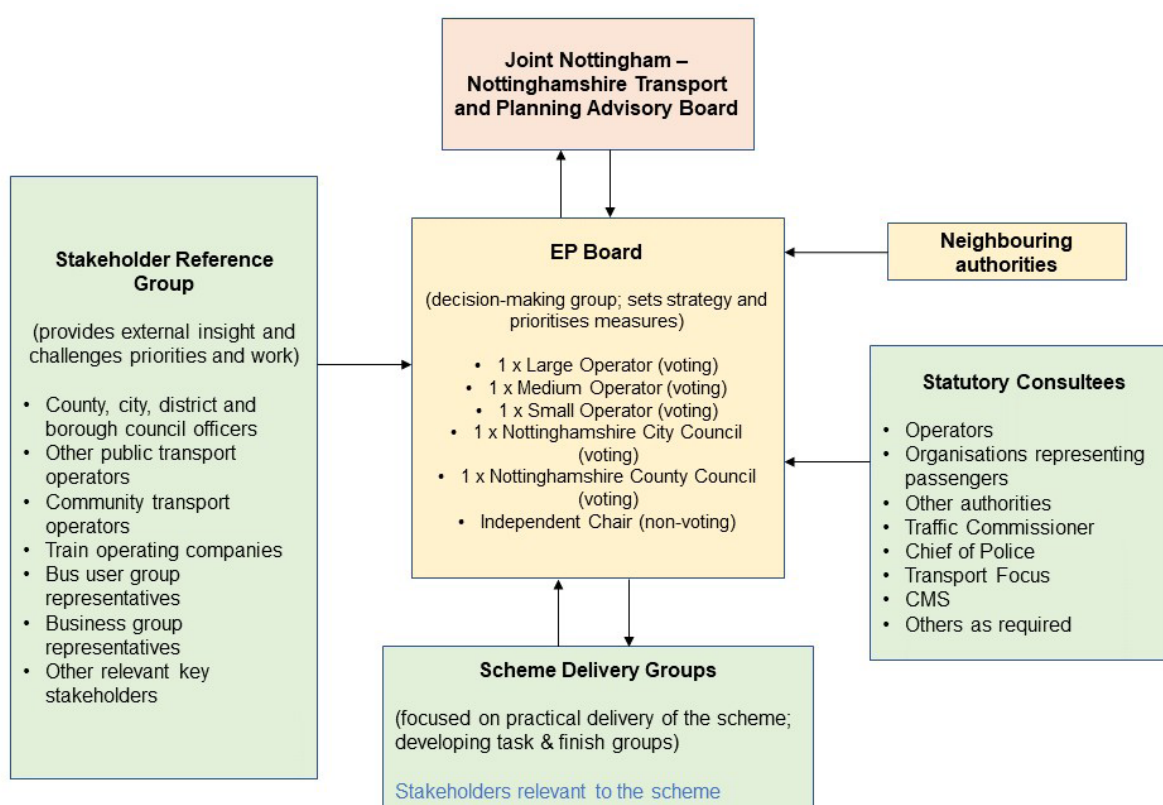 Joint Nottingham –
Nottinghamshire Transport
and Planning Advisory Board
Stakeholder Reference
Group
(provides external insight and
challenges priorities and work)
• County, city, district and
borough council officers
• Other public transport
operators
• Community transport
operators
• Train operating companies
• Bus user group
representatives
• Business group
representatives
• Other relevant key
stakeholders
EP Board
(decision-making group; sets strategy and
prioritises measures)
• 1 x Large Operator (voting)
• 1 x Medium Operator (voting)
• 1 x Small Operator (voting)
• 1 x Nottinghamshire City Council
(voting)
• 1 x Nottinghamshire County Council
(voting)
• Independent Chair (non-voting)
Neighbouring
authorities
Statutory Consultees
• Operators
• Organisations representing
passengers
• Other authorities
• Traffic Commissioner
• Chief of Police
• Transport Focus
• CMS
• Others as required
Scheme Delivery Groups
(focused on practical delivery of the scheme;
developing task & finish groups)
Stakeholders relevant to the scheme